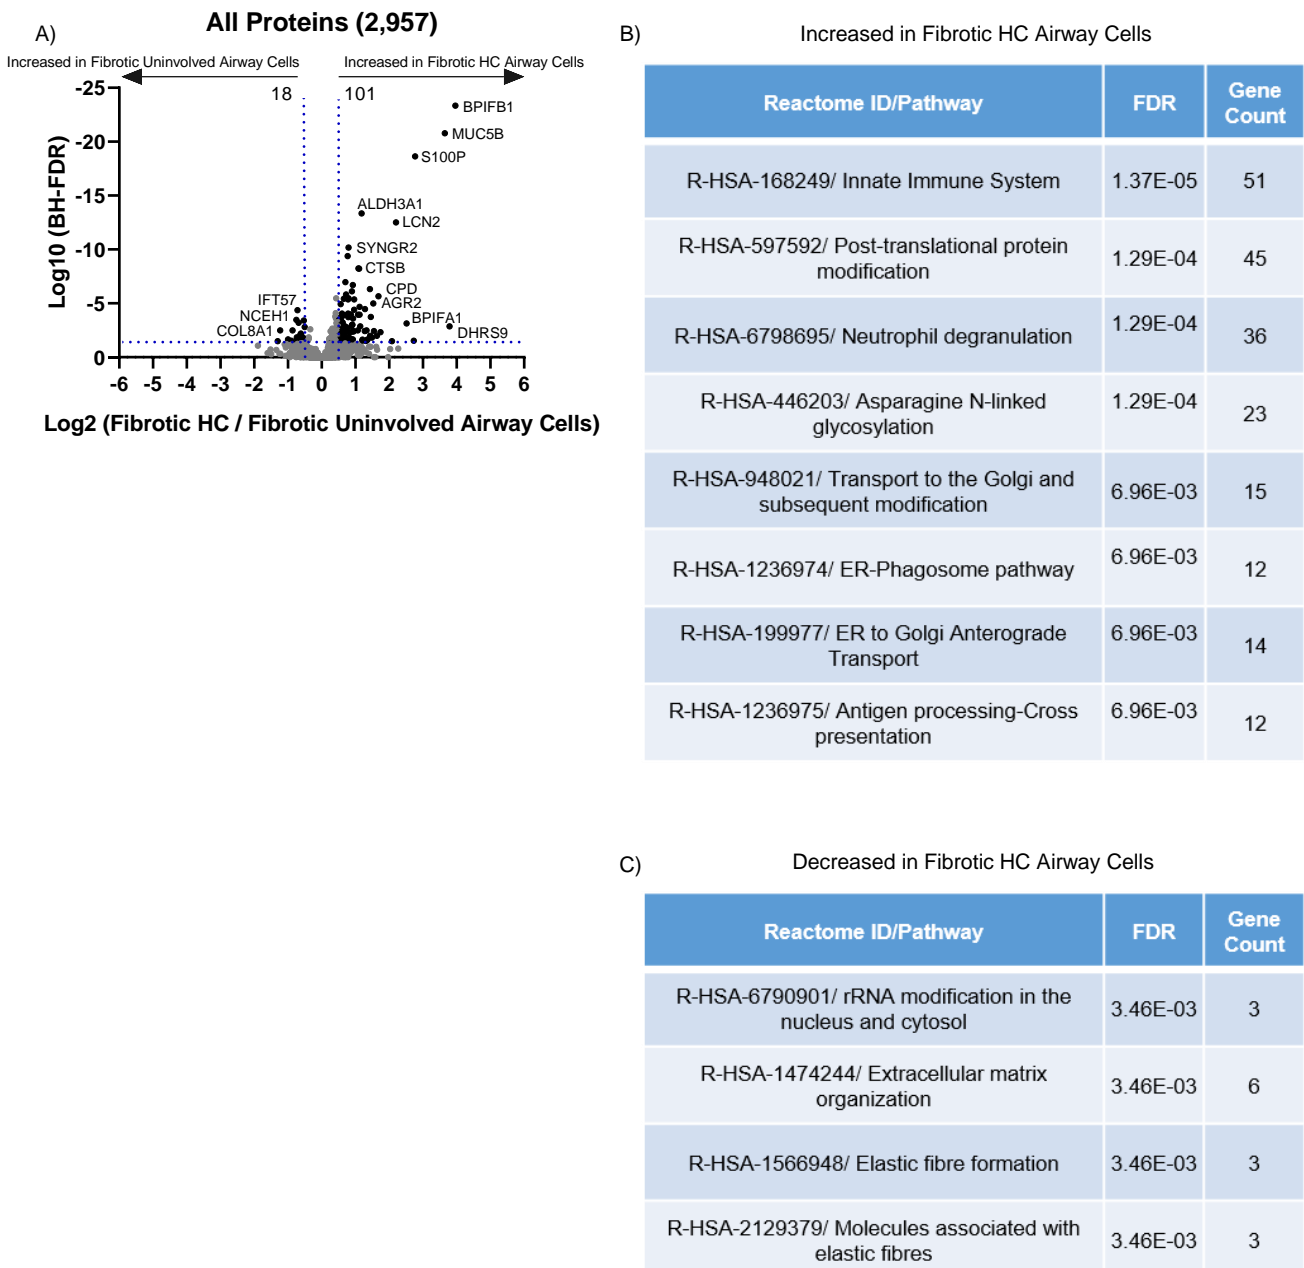 A)
All Proteins (2,957)
Increased in Fibrotic Uninvolved Airway Cells
Increased in Fibrotic HC Airway Cells
18
101
-25
-20
-15
-10
-5
0
Log10 (BH-FDR)
BPIFB1
MUC5B
S100P
ALDH3A1
LCN2
SYNGR2
CTSB
CPD
AGR2
BPIFA1
DHRS9
IFT57
NCEH1
COL8A1
-6 -5 -4 -3 -2 -1 0 1 2 3 4 5 6
Log2 (Fibrotic HC / Fibrotic Uninvolved Airway Cells)
B)
Increased in Fibrotic HC Airway Cells
Reactome ID/Pathway FDR Gene Count
R-HSA-168249/ Innate Immune System 1.37E-05 51
R-HSA-597592/ Post-translational protein
modification 1.29E-04 45
R-HSA-6798695/ Neutrophil degranulation 1.29E-04 36
R-HSA-446203/ Asparagine N-linked
glycosylation 1.29E-04 23
R-HSA-948021/ Transport to the Golgi and
subsequent modification 6.96E-03 15
R-HSA-1236974/ ER-Phagosome pathway 6.96E-03 12
R-HSA-199977/ ER to Golgi Anterograde
Transport 6.96E-03 14
R-HSA-1236975/ Antigen processing-Cross
presentation 6.96E-03 12
C)
Decreased in Fibrotic HC Airway Cells
Reactome ID/Pathway FDR Gene Count
R-HSA-6790901/ rRNA modification in the
nucleus and cytosol 3.46E-03 3
R-HSA-1474244/ Extracellular matrix
organization 3.46E-03 6
R-HSA-1566948/ Elastic fibre formation 3.46E-03 3
R-HSA-2129379/ Molecules associated with
elastic fibres 3.46E-03 3